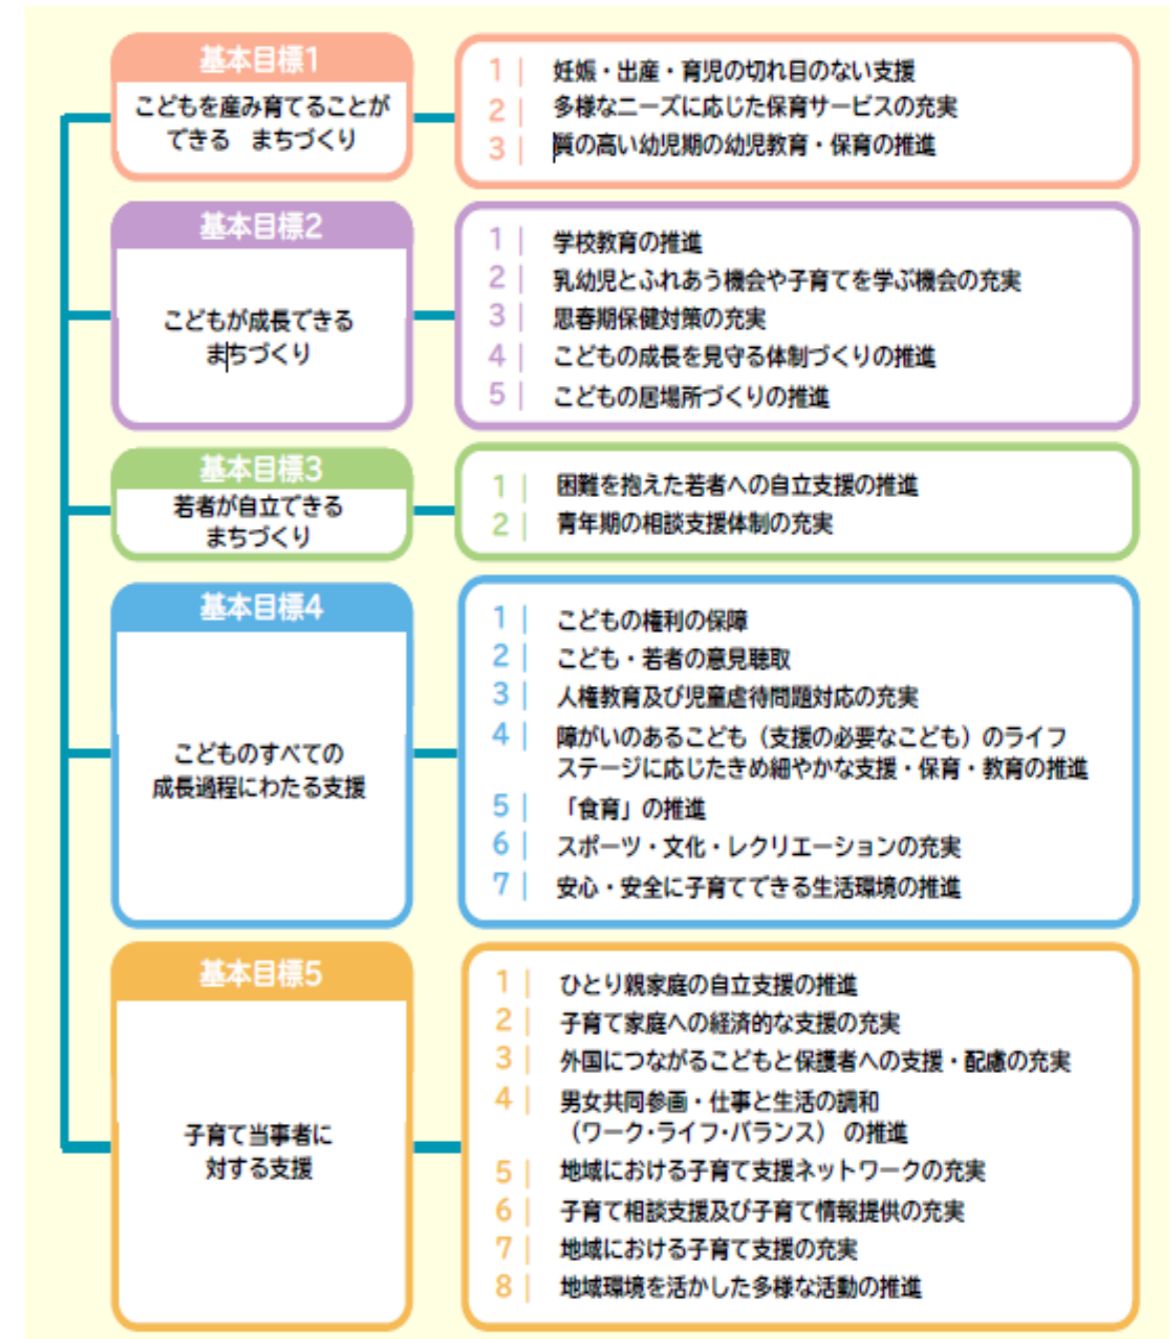 基本目標1
こどもを産み育てることが
できる　まちづくり
1｜　妊娠・出産・育児の切れ目のない支援
2｜　多様なニーズに応じた保育サービスの充実
3｜　質の高い幼児期の幼児教育・保育の推進
基本目標2
こどもが成長できる
まちづくり
1｜　学校教育の推進
2｜　乳幼児とふれあう機会や子育てを学ぶ機会の充実
3｜　思春期保健対策の充実
4｜　こどもの成長を見守る体制づくりの推進
5｜　こどもの居場所づくりの推進
基本目標3
若者が自立できる
まちづくり
1｜　困難を抱えた若者への自立支援の推進
2｜　青年期の相談支援体制の充実
基本目標4
こどものすべての
成長過程にわたる支援
1｜　こどもの権利の保障
2｜　こども・若者の意見聴取
3｜　人権教育及び児童虐待問題対応の充実
4｜　障がいのあるこども（支援の必要なこども）のライフ
ステージに応じたきめ細やかな支援・保育・教育の推進
5｜　「食育」の推進
6｜　スポーツ・文化・レクリエーションの充実
7｜　安心・安全に子育てできる生活環境の推進
基本目標5
子育て当事者に
対する支援
1｜　ひとり親家庭の自立支援の推進
2｜　子育て家庭への経済的な支援の充実
3｜　外国につながるこどもと保護者への支援・配慮の充実
4｜　男女共同参画・仕事と生活の調和
（ワーク・ライフ・バランス）の推進
5｜　地域における子育て支援ネットワークの充実
6｜　子育て相談支援及び子育て情報提供の充実
7｜　地域における子育て支援の充実
8｜　地域環境を活かした多様な活動の推進